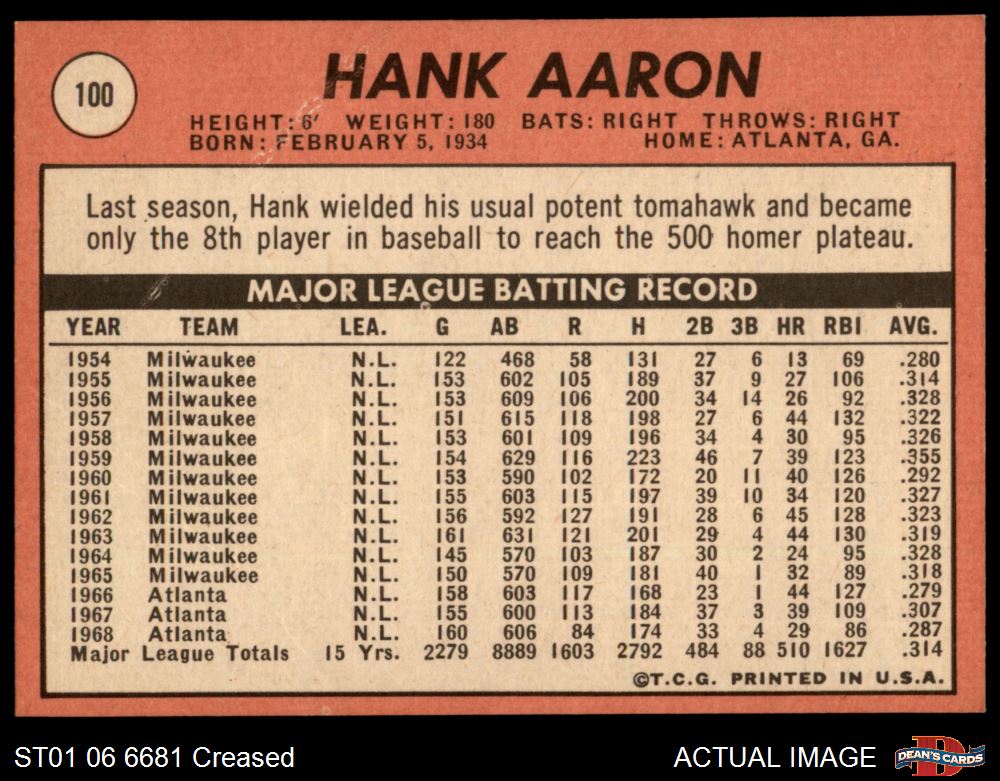 100
HANK AARON
HEIGHT: 6' WEIGHT: 180 BATS: RIGHT THROWS: RIGHT
BORN: FEBRUARY 5, 1934 HOME: ATLANTA, GA.
Last season, Hank wielded his usual potent tomahawk and became
only the 8th player in baseball to reach the 500 homer plateau.
MAJOR LEAGUE BATTING RECORD
YEAR TEAM LEA. G AB R H 2B 3B HR RBI AVG.
1954 Milwaukee N.L. 122 468 58 131 27 6 13 69 .280
1955 Milwaukee N.L. 153 602 105 189 37 9 27 106 .314
1956 Milwaukee N.L. 153 609 106 200 34 14 26 92 .328
1957 Milwaukee N.L. 151 615 118 198 27 6 44 132 .322
1958 Milwaukee N.L. 153 601 109 196 34 4 30 95 .326
1959 Milwaukee N.L. 154 629 116 223 46 7 39 123 .355
1960 Milwaukee N.L. 153 590 102 172 20 11 40 126 .292
1961 Milwaukee N.L. 155 603 115 197 39 10 34 120 .327
1962 Milwaukee N.L. 156 592 127 191 28 6 45 128 .323
1963 Milwaukee N.L. 161 631 121 201 29 4 44 130 .319
1964 Milwaukee N.L. 145 570 103 187 30 2 24 95 .328
1965 Milwaukee N.L. 150 570 109 181 40 1 32 89 .318
1966 Atlanta N.L. 158 603 117 168 23 1 44 127 .279
1967 Atlanta N.L. 155 600 113 184 37 3 39 109 .307
1968 Atlanta N.L. 160 606 84 174 33 4 29 86 .287
Major League Totals 15 Yrs. 2279 8889 1603 2792 484 88 510 1627 .314
©T.C.G. PRINTED IN U.S.A.
ST01 06 6681 Creased ACTUAL IMAGE D DEAN'S CARDS